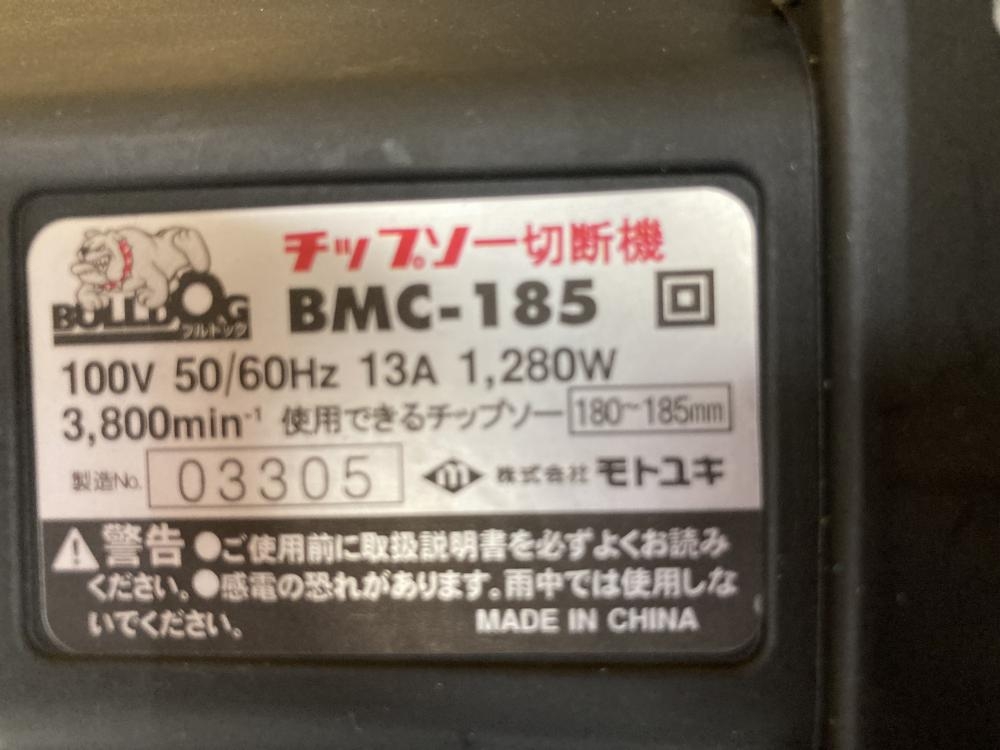 チップソー切断機
BULLDOG
ブルドッグ
BMC-185
100V 50/60Hz 13A 1,280W
3,800min-1 使用できるチップソー 180~185mm
製造No. 03305 株式会社 モトユキ
警告 ●ご使用前に取扱説明書を必ずよくお読み
ください。●感電の恐れがあります。雨中では使用しな
いでください。
MADE IN CHINA